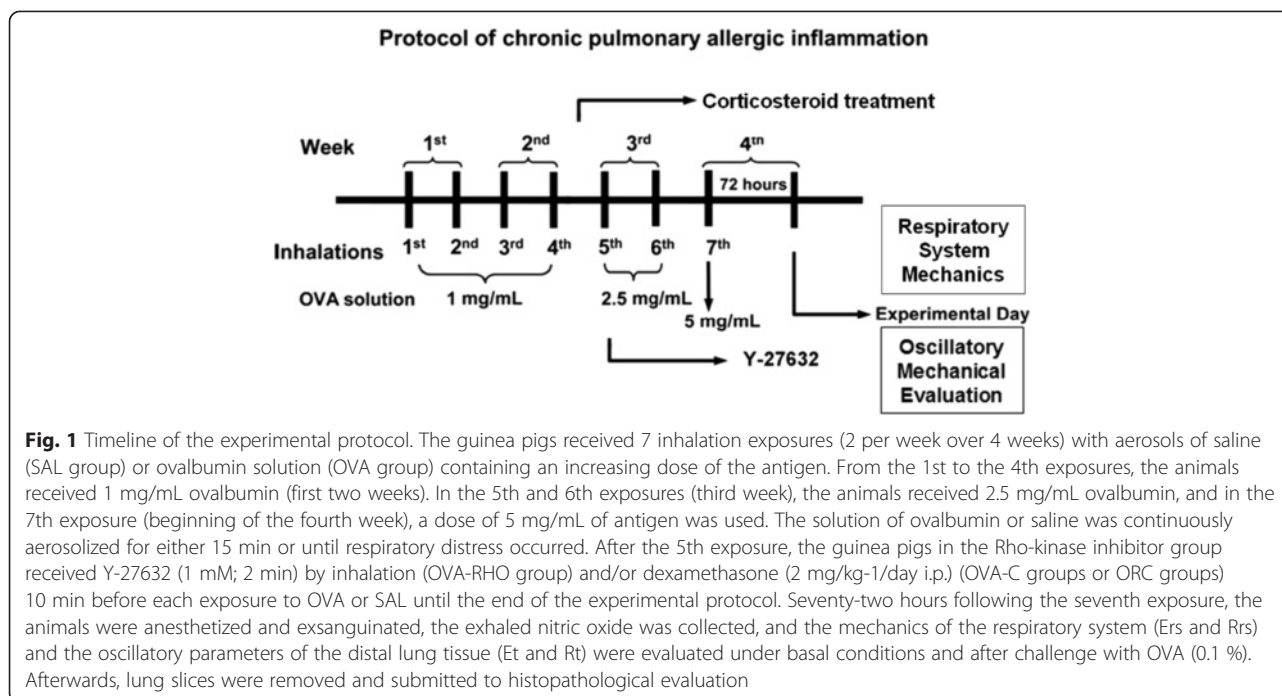 Protocol of chronic pulmonary allergic inflammation
Corticosteroid treatment
Week 1st 2nd 3rd 4th
72 hours
Inhalations 1st 2nd 3rd 4th 5th 6th 7th
OVA solution 1 mg/mL 2.5 mg/mL
5 mg/mL
Y-27632
Respiratory
System
Mechanics
Experimental Day
Oscillatory
Mechanical
Evaluation
Fig. 1 Timeline of the experimental protocol. The guinea pigs received 7 inhalation exposures (2 per week over 4 weeks) with aerosols of saline
(SAL group) or ovalbumin solution (OVA group) containing an increasing dose of the antigen. From the 1st to the 4th exposures, the animals
received 1 mg/mL ovalbumin (first two weeks). In the 5th and 6th exposures (third week), the animals received 2.5 mg/mL ovalbumin, and in the
7th exposure (beginning of the fourth week), a dose of 5 mg/mL of antigen was used. The solution of ovalbumin or saline was continuously
aerosolized for either 15 min or until respiratory distress occurred. After the 5th exposure, the guinea pigs in the Rho-kinase inhibitor group
received Y-27632 (1 mM; 2 min) by inhalation (OVA-RHO group) and/or dexamethasone (2 mg/kg-1/day i.p.) (OVA-C groups or ORC groups)
10 min before each exposure to OVA or SAL until the end of the experimental protocol. Seventy-two hours following the seventh exposure, the
animals were anesthetized and exsanguinated, the exhaled nitric oxide was collected, and the mechanics of the respiratory system (Ers and Rrs)
and the oscillatory parameters of the distal lung tissue (Et and Rt) were evaluated under basal conditions and after challenge with OVA (0.1 %).
Afterwards, lung slices were removed and submitted to histopathological evaluation